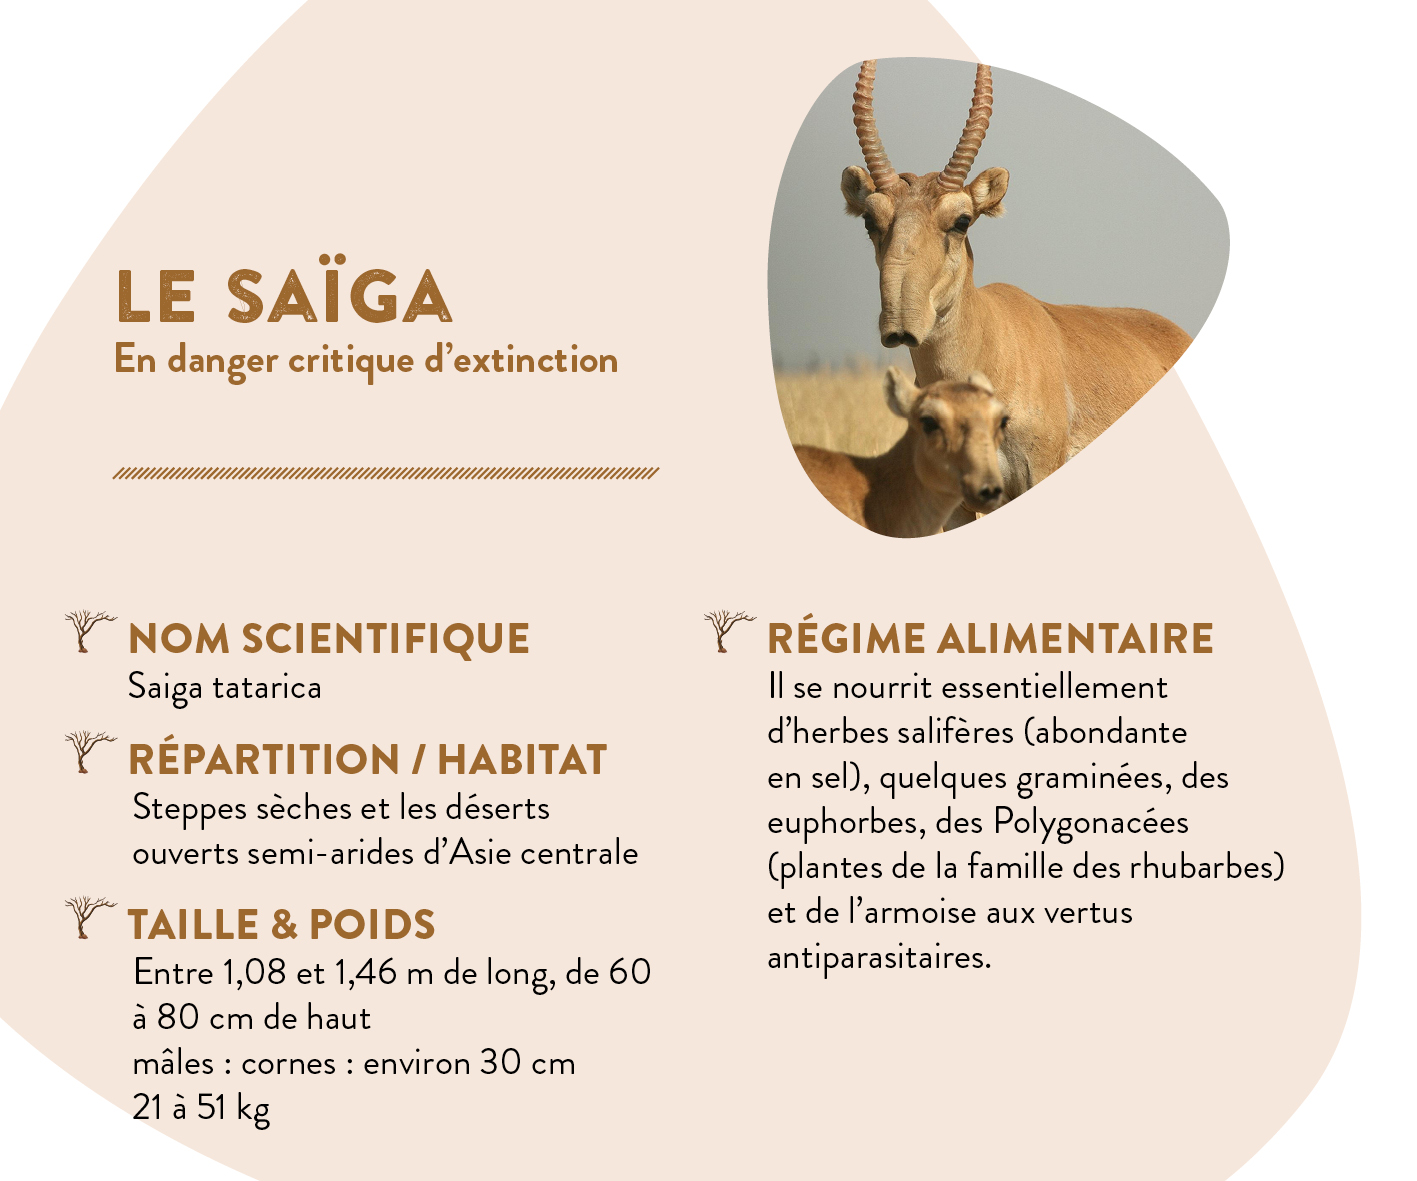 LE SAÏGA
En danger critique d’extinction
NOM SCIENTIFIQUE
Saiga tatarica
RÉPARTITION / HABITAT
Steppes sèches et les déserts
ouverts semi-arides d’Asie centrale
TAILLE & POIDS
Entre 1,08 et 1,46 m de long, de 60
à 80 cm de haut
mâles : cornes : environ 30 cm
21 à 51 kg
RÉGIME ALIMENTAIRE
Il se nourrit essentiellement
d’herbes salifères (abondante
en sel), quelques graminées, des
euphorbes, des Polygonacées
(plantes de la famille des rhubarbes)
et de l’armoise aux vertus
antiparasitaires.